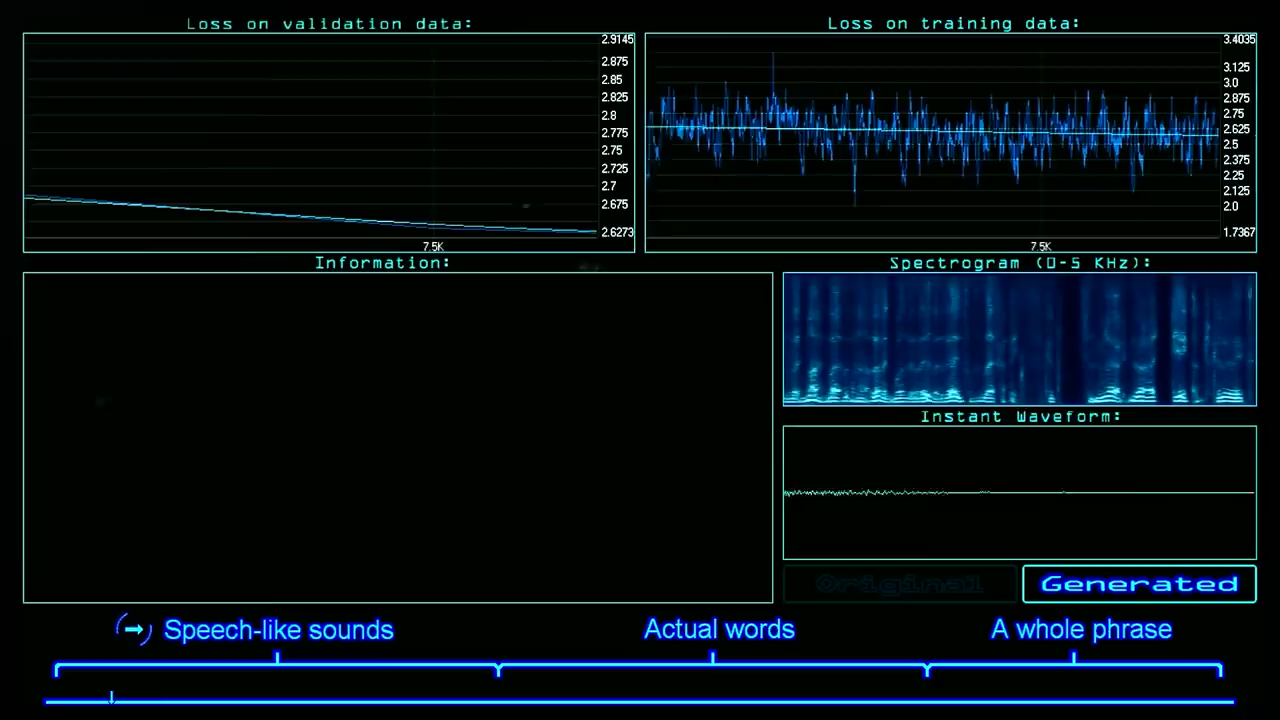 Loss on validation data:
Loss on training data:
2.9145
2.875
2.85
2.825
2.8
2.775
2.75
2.725
2.7
2.675
2.6273
7.5K
3.4035
3.125
3.0
2.875
2.75
2.625
2.5
2.375
2.25
2.125
2.0
1.7367
7.5K
Information:
Spectrogram (0-5 KHz):
Instant Waveform:
Original
Generated
Speech-like sounds
Actual words
A whole phrase